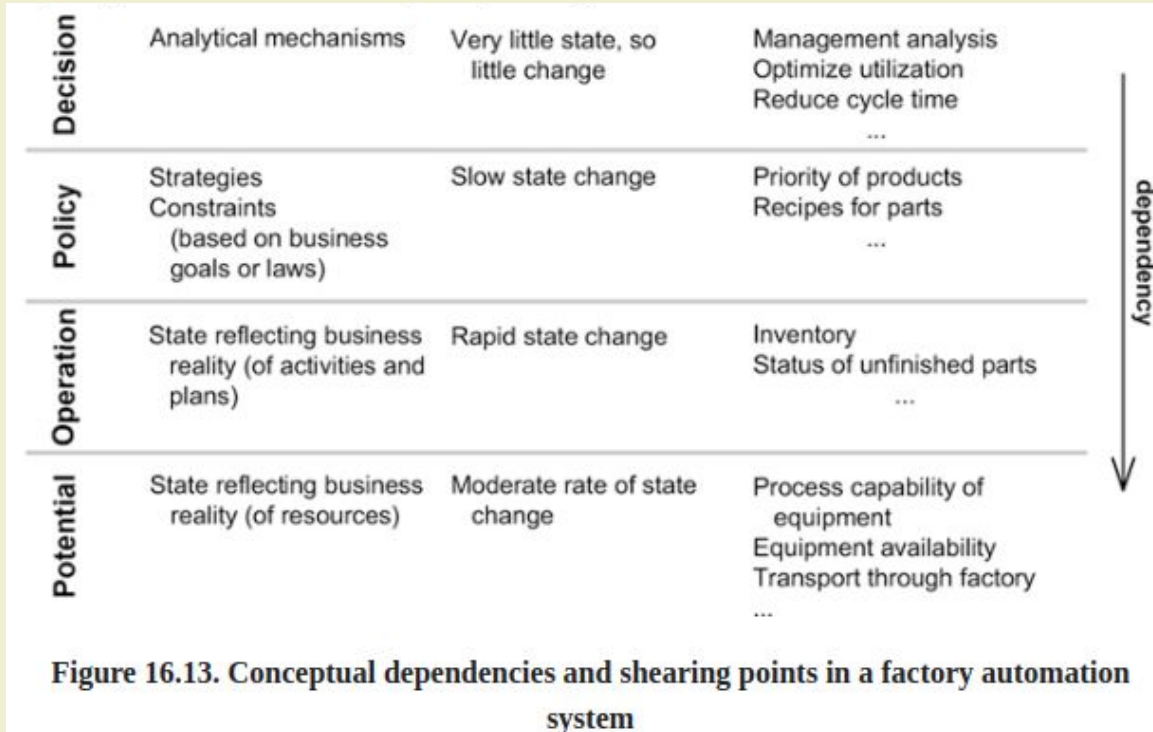 Decision
Analytical mechanisms
Very little state, so
little change
Management analysis
Optimize utilization
Reduce cycle time
...
Policy
Strategies
Constraints
(based on business
goals or laws)
Slow state change
Priority of products
Recipes for parts
...
Operation
State reflecting business
reality (of activities and
plans)
Rapid state change
Inventory
Status of unfinished parts
...
Potential
State reflecting business
reality (of resources)
Moderate rate of state
change
Process capability of
equipment
Equipment availability
Transport through factory
...
dependency
Figure 16.13. Conceptual dependencies and shearing points in a factory automation
system